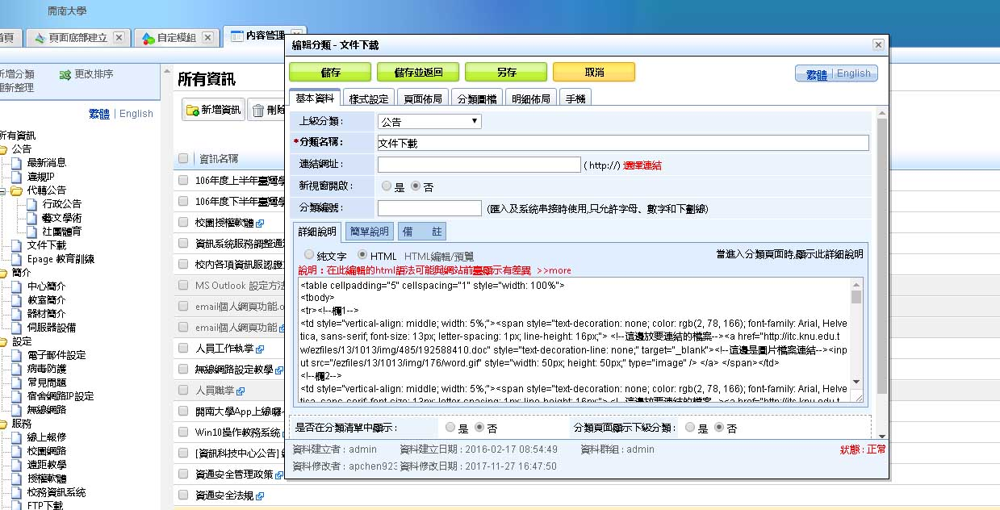 開南大學
首頁
頁面底部建立
自定模組
內容管理
新增分類
更改排序
重新整理
繁體 | English
所有資訊
公告
最新消息
違規IP
代轉公告
行政公告
藝文學術
社團體育
文件下載
Epage 教育訓練
簡介
中心簡介
教室簡介
器材簡介
伺服器設備
設定
電子郵件設定
病毒防護
常見問題
宿舍網路IP設定
無線網路
服務
線上報修
校園網路
遠距教學
授權軟體
校務資訊系統
FTP下載
所有資訊
新增資訊
刪除
資訊名稱
106年度上半年臺灣學
106年度下半年臺灣學
校園授權軟體
資訊系統服務調整通
校內各項資訊服認證
MS Outlook 設定方法
email個人網頁功能.o
email個人網頁功能
人員工作執掌
無線網路設定教學
人員職掌
開南大學App上線囉
Win10操作教務系統
[資訊科技中心公告]
資通安全管理政策
資通安全法規
編輯分類 - 文件下載
儲存
儲存並返回
另存
取消
繁體 | English
基本資料
樣式設定
頁面佈局
分類圖檔
明細佈局
手機
上級分類：
公告
*分類名稱：
文件下載
連結網址：
( http://) 選擇連結
新視窗開啟：
是 否
分類編號：
(匯入及系統串接時使用,只允許字母、數字和下劃線)
詳細說明
簡單說明
備 註
純文字 HTML HTML編輯/預覽
當進入分類頁面時,顯示此詳細說明
說明：在此編輯的html語法可能與網站前臺顯示有差異 >>more
<table cellpadding="5" cellspacing="1" style="width: 100%">
<tbody>
<tr><!--欄1-->
<td style="vertical-align: middle; width: 5%;"><span style="text-decoration: none; color: rgb(2, 78, 166); font-family: Arial, Helve
tica, sans-serif; font-size: 13px; letter-spacing: 1px; line-height: 16px;"> <!--這邊放要連結的檔案--><a href="http://itc.knu.edu.t
w/ezfiles/13/1013/img/485/192588410.doc" style="text-decoration-line: none;" target="_blank"><!--這邊是圖片檔案連結--><inp
ut src="/ezfiles/13/1013/img/176/word.gif" style="width: 50px; height: 50px;" type="image" /> </a> </span></td>
<!--欄2-->
<td style="vertical-align: middle; width: 5%;"><span style="text-decoration: none; color: rgb(2, 78, 166); font-family: Arial, Helve
tica, sans-serif; font-size: 13px; letter-spacing: 1px; line-height: 16px;"> <!--這邊放要連結的檔案--><a href="http://itc.knu.edu.t
是否在分類清單中顯示：
是 否
分類頁面顯示下級分類：
是 否
資料建立者 : admin
資料建立日期 : 2016-02-17 08:54:49
資料群組 : admin
狀態 : 正常
資料修改者 : apchen923
資料修改日期 : 2017-11-27 16:47:50